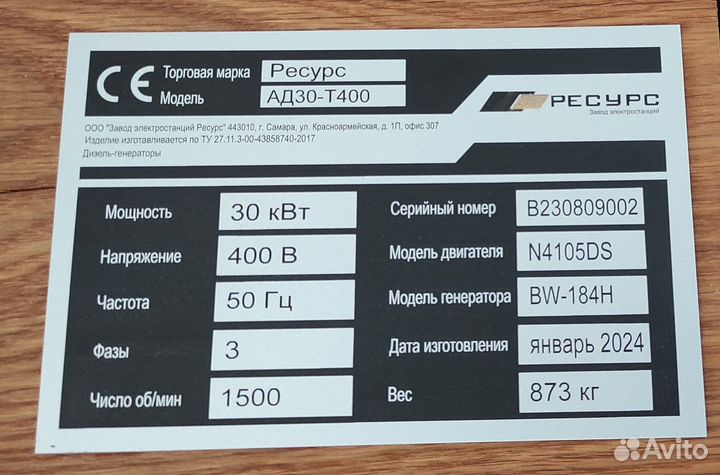 CE
Торговая марка Ресурс
Модель АД30-Т400
РЕСУРС
Завод электростанций
ООО "Завод электростанций Ресурс" 443010, г. Самара, ул. Красноармейская, д. 1П, офис 307
Изделие изготавливается по ТУ 27.11.3-00-43858740-2017
Дизель-генераторы
Мощность 30 кВт
Напряжение 400 В
Частота 50 Гц
Фазы 3
Число об/мин 1500
Серийный номер B230809002
Модель двигателя N4105DS
Модель генератора BW-184H
Дата изготовления январь 2024
Вес 873 кг
Avito